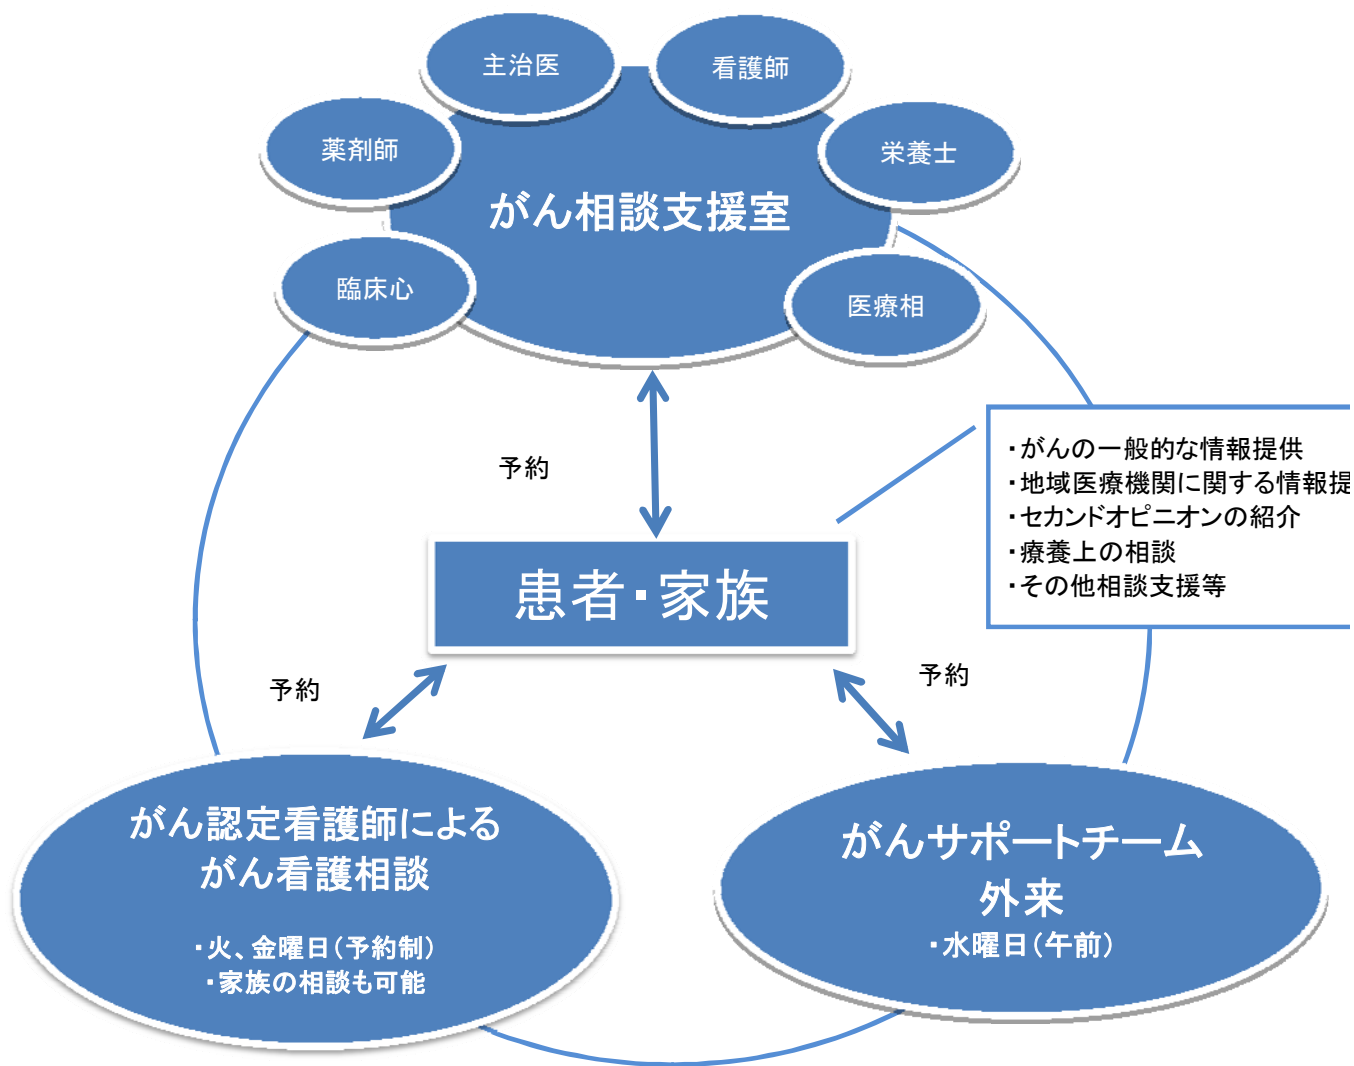 主治医
看護師
薬剤師
栄養士
がん相談支援室
臨床心
医療相
・がんの一般的な情報提供
・地域医療機関に関する情報提
・セカンドオピニオンの紹介
・療養上の相談
・その他相談支援等
予約
患者・家族
予約
予約
がん認定看護師による
がん看護相談
・火、金曜日（予約制）
・家族の相談も可能
がんサポートチーム
外来
・水曜日（午前）